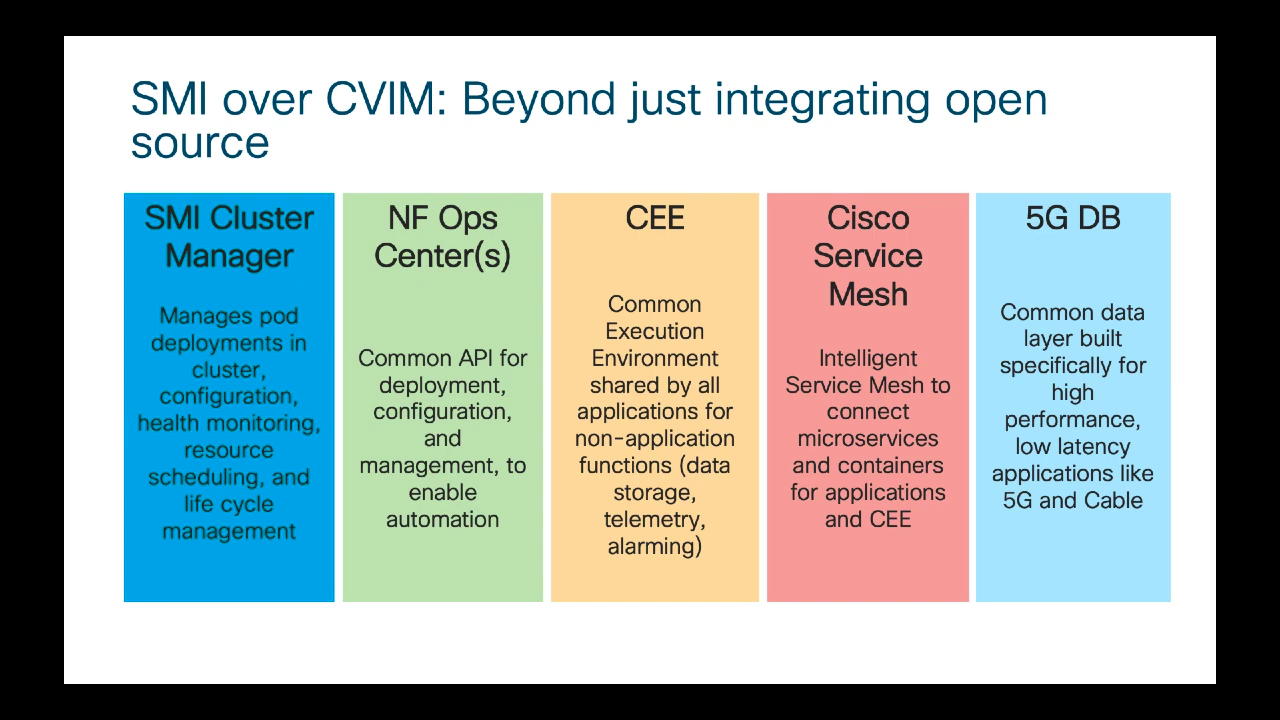 SMI over CVIM: Beyond just integrating open
source
SMI Cluster
Manager
Manages pod
deployments in
cluster,
configuration,
health monitoring,
resource
scheduling, and
life cycle
management
NF Ops
Center(s)
Common API for
deployment,
configuration,
and
management, to
enable
automation
CEE
Common
Execution
Environment
shared by all
applications for
non-application
functions (data
storage,
telemetry,
alarming)
Cisco
Service
Mesh
Intelligent
Service Mesh to
connect
microservices
and containers
for applications
and CEE
5G DB
Common data
layer built
specifically for
high
performance,
low latency
applications like
5G and Cable